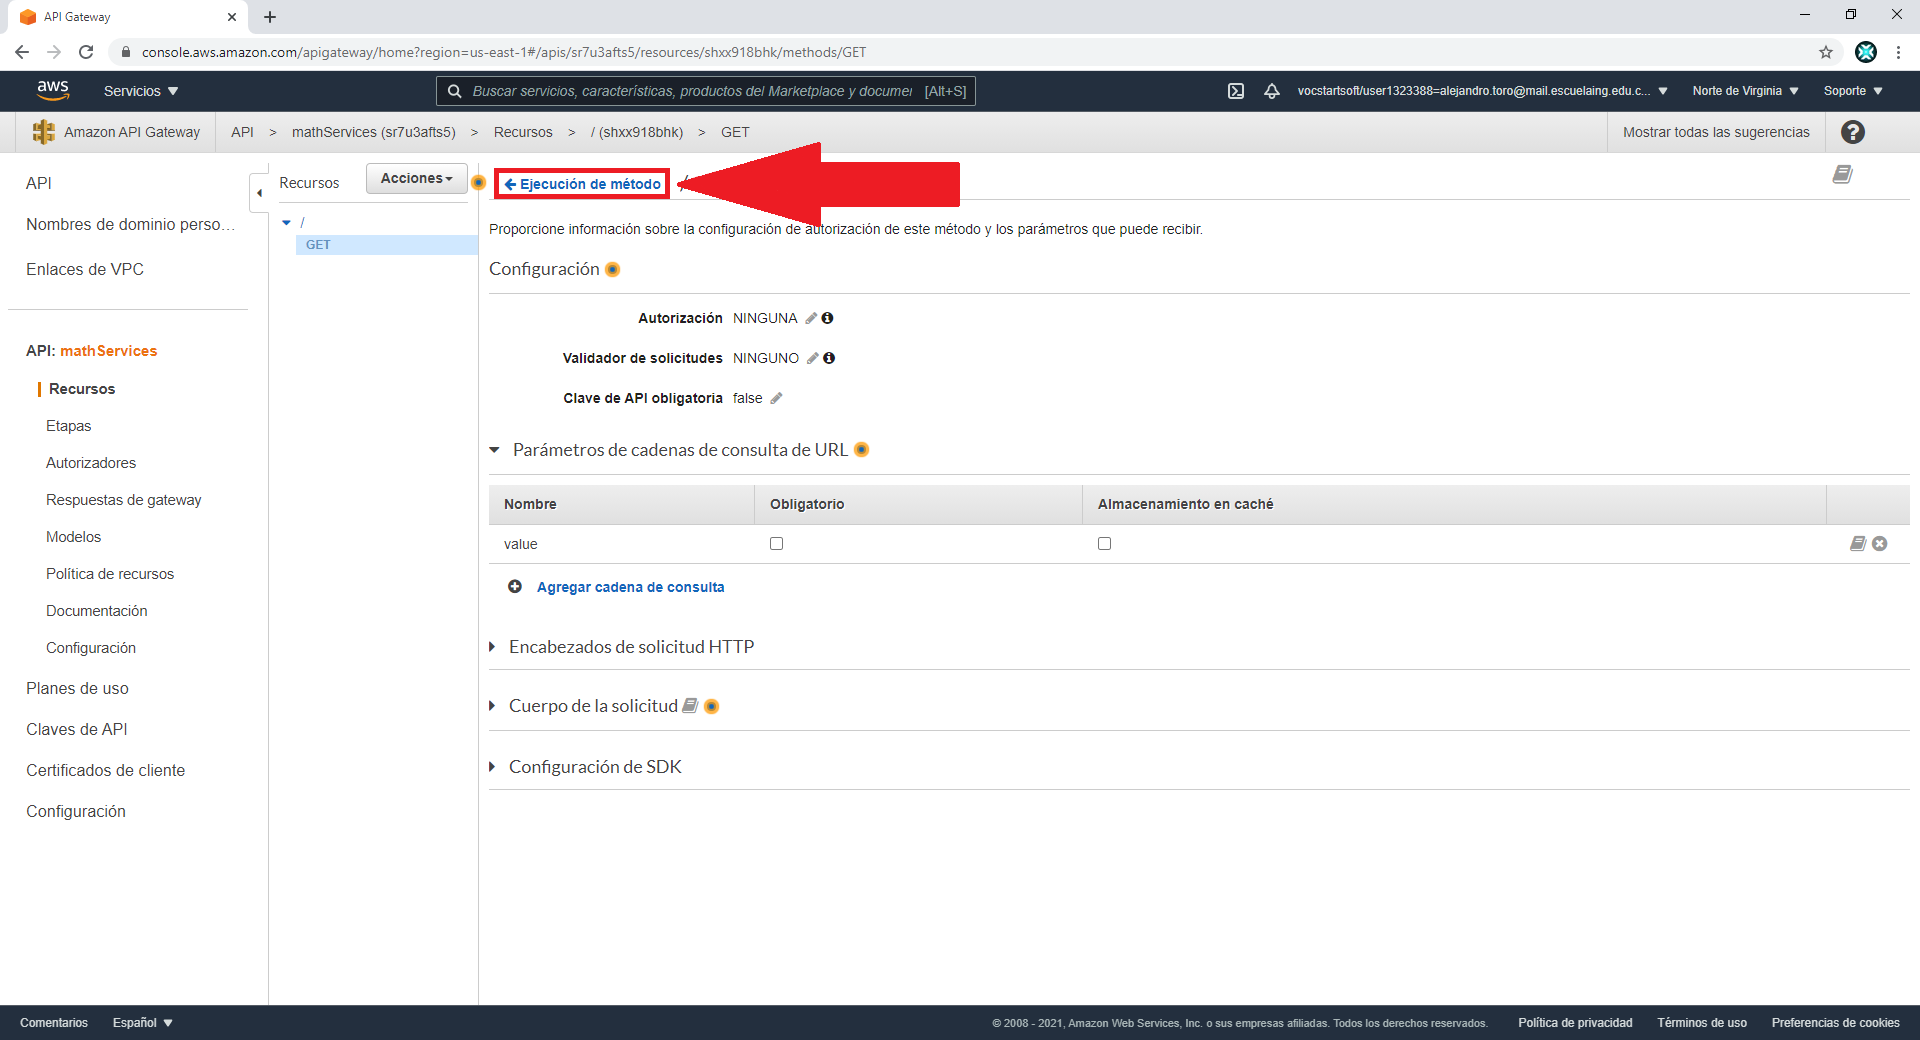 API Gateway
console.aws.amazon.com/apigateway/home?region=us-east-1#/apis/sr7u3afts5/resources/shxx918bhk/methods/GET
aws
Servicios
Buscar servicios, características, productos del Marketplace y documer [Alt+S]
vocstartsoft/user1323388=alejandro.toro@mail.escuelaing.edu.c...
Norte de Virginia
Soporte
Amazon API Gateway
API > mathServices (sr7u3afts5) > Recursos > / (shxx918bhk) > GET
Mostrar todas las sugerencias
API
Nombres de dominio perso...
Enlaces de VPC
API: mathServices
Recursos
Etapas
Autorizadores
Respuestas de gateway
Modelos
Política de recursos
Documentación
Configuración
Planes de uso
Claves de API
Certificados de cliente
Configuración
Recursos
Acciones
/
GET
Ejecución de método
Proporcione información sobre la configuración de autorización de este método y los parámetros que puede recibir.
Configuración
Autorización NINGUNA
Validador de solicitudes NINGUNO
Clave de API obligatoria false
Parámetros de cadenas de consulta de URL
Nombre Obligatorio Almacenamiento en caché
value
Agregar cadena de consulta
Encabezados de solicitud HTTP
Cuerpo de la solicitud
Configuración de SDK
Comentarios
Español
© 2008 - 2021, Amazon Web Services, Inc. o sus empresas afiliadas. Todos los derechos reservados.
Política de privacidad
Términos de uso
Preferencias de cookies